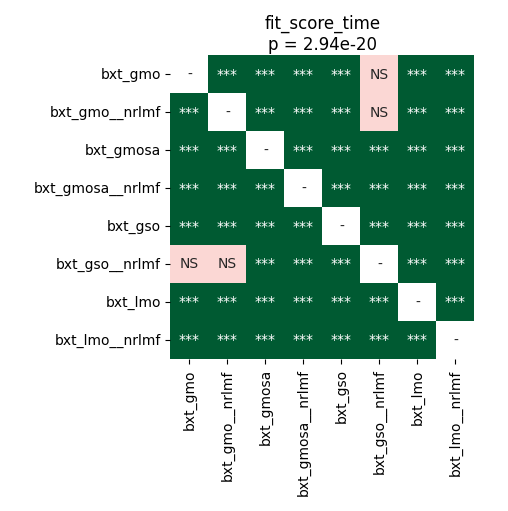 fit_score_time
p = 2.94e-20
bxt_gmo - *** *** *** *** NS *** ***
bxt_gmo__nrlmf *** - *** *** *** NS *** ***
bxt_gmosa *** *** - *** *** *** *** ***
bxt_gmosa__nrlmf *** *** *** - *** *** *** ***
bxt_gso *** *** *** *** - *** *** ***
bxt_gso__nrlmf NS NS *** *** *** - *** ***
bxt_lmo *** *** *** *** *** *** - ***
bxt_lmo__nrlmf *** *** *** *** *** *** *** -
bxt_gmo
bxt_gmo__nrlmf
bxt_gmosa
bxt_gmosa__nrlmf
bxt_gso
bxt_gso__nrlmf
bxt_lmo
bxt_lmo__nrlmf